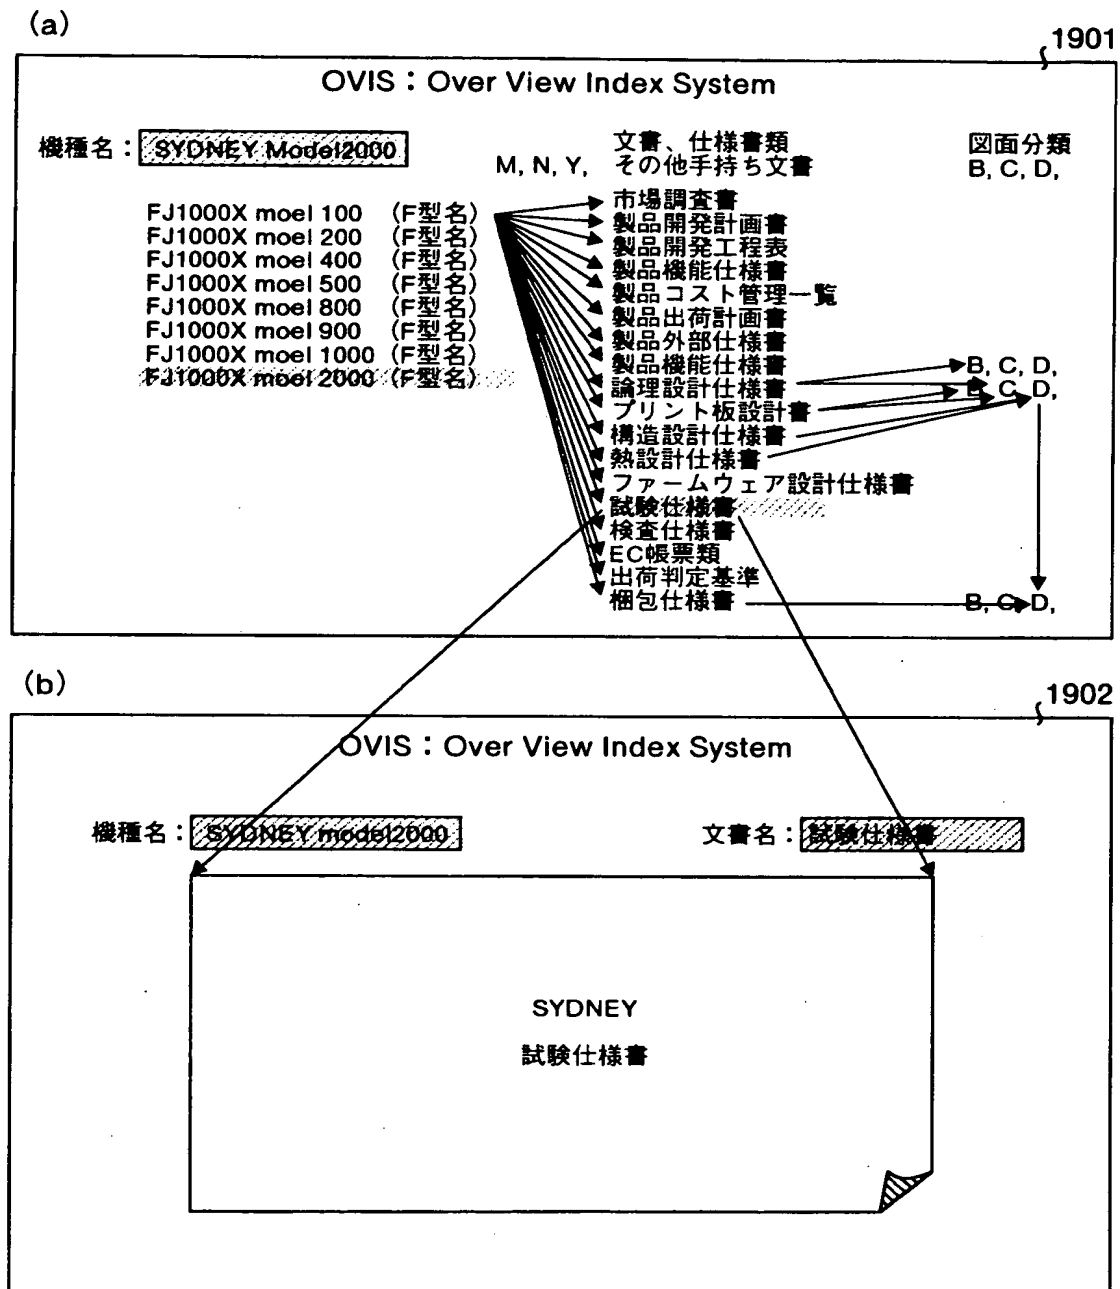 (a)
1901
OVIS：Over View Index System
機種名：SYDNEY Model2000
文書、仕様書類
図面分類
M, N, Y, その他手持ち文書
B, C, D,
FJ1000X moel 100 （F型名）
FJ1000X moel 200 （F型名）
FJ1000X moel 400 （F型名）
FJ1000X moel 500 （F型名）
FJ1000X moel 800 （F型名）
FJ1000X moel 900 （F型名）
FJ1000X moel 1000 （F型名）
FJ1000X moel 2000 （F型名）
市場調査書
製品開発計画書
製品開発工程表
製品機能仕様書
製品コスト管理一覧
製品出荷計画書
製品外部仕様書
製品機能仕様書 B, C, D,
論理設計仕様書 B, C, D,
プリント板設計書
構造設計仕様書
熱設計仕様書
ファームウェア設計仕様書
試験仕様書
検査仕様書
EC帳票類
出荷判定基準
梱包仕様書 B, C, D,
(b)
1902
OVIS：Over View Index System
機種名：SYDNEY model2000
文書名：試験仕様書
SYDNEY
試験仕様書